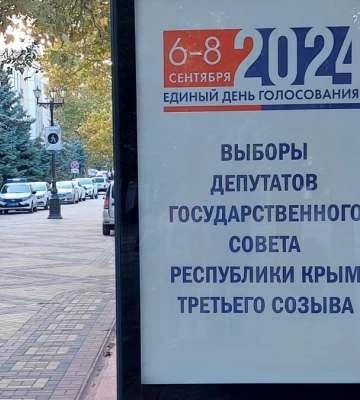 6–8
СЕНТЯБРЯ
2024
ЕДИНЫЙ ДЕНЬ ГОЛОСОВАНИЯ
ВЫБОРЫ
ДЕПУТАТОВ
ГОСУДАРСТВЕННОГО
СОВЕТА
РЕСПУБЛИКИ КРЫМ
ТРЕТЬЕГО СОЗЫВА